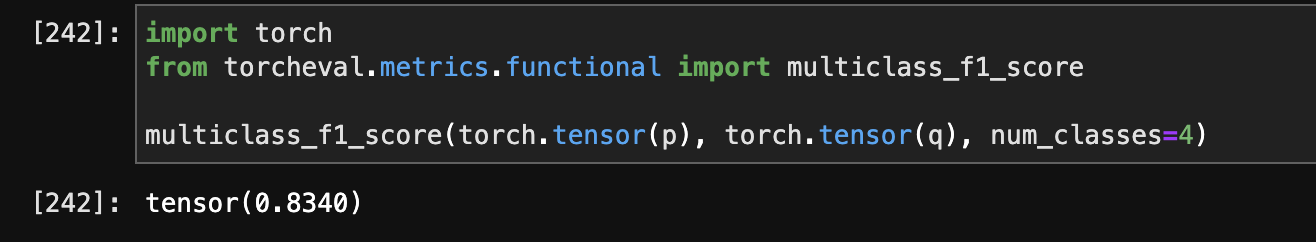 [242]: import torch
from torcheval.metrics.functional import multiclass_f1_score
multiclass_f1_score(torch.tensor(p), torch.tensor(q), num_classes=4)
[242]: tensor(0.8340)